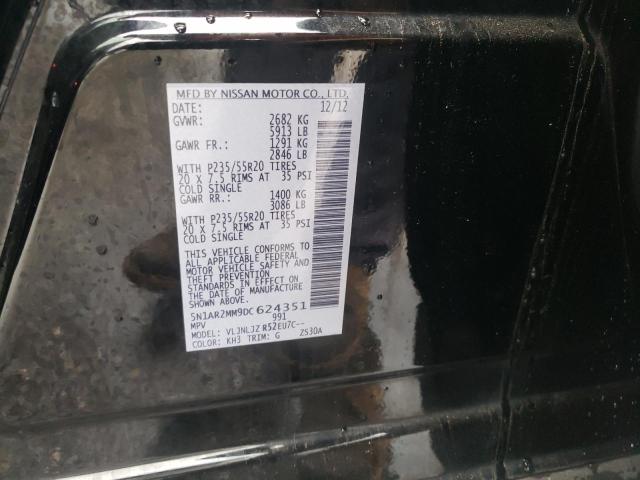 MFD BY NISSAN MOTOR CO., LTD.
DATE: 12/12
GVWR: 2682 KG
5913 LB
GAWR FR.: 1291 KG
2846 LB
WITH P235/55R20 TIRES
20 X 7.5 RIMS AT 35 PSI
COLD SINGLE
GAWR RR.: 1400 KG
3086 LB
WITH P235/55R20 TIRES
20 X 7.5 RIMS AT 35 PSI
COLD SINGLE
THIS VEHICLE CONFORMS TO
ALL APPLICABLE FEDERAL
MOTOR VEHICLE SAFETY AND
THEFT PREVENTION
STANDARDS IN EFFECT ON
THE DATE OF MANUFACTURE
SHOWN ABOVE.
5N1AR2MM9DC624351
MPV 991
MODEL: VLJNLJZ R52EU7C--
COLOR: KH3 TRIM: G ZS30A